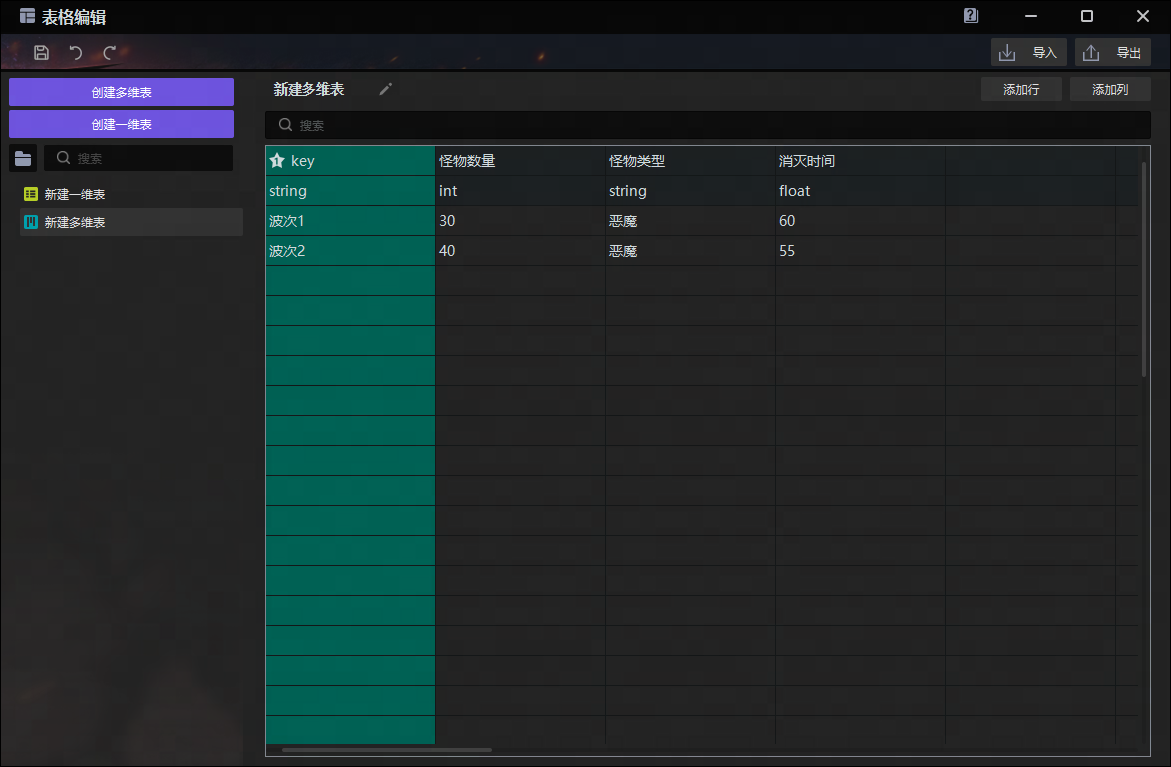 表格编辑
导入 导出
创建多维表
创建一维表
搜索
新建一维表
新建多维表
新建多维表
添加行 添加列
搜索
key 怪物数量 怪物类型 消灭时间
string int string float
波次1 30 恶魔 60
波次2 40 恶魔 55